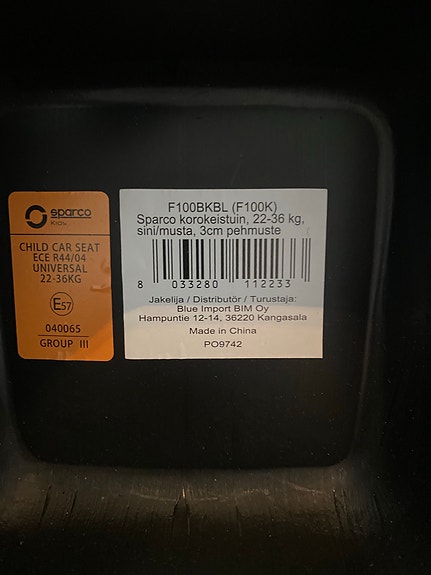 sparco
Kids
CHILD CAR SEAT
ECE R44/04
UNIVERSAL
22-36KG
E57
040065
GROUP III
F100BKBL (F100K)
Sparco korokeistuin, 22-36 kg,
sini/musta, 3cm pehmuste
8 033280 112233
Jakelija / Distributör / Turustaja:
Blue Import BIM Oy
Hampuntie 12-14, 36220 Kangasala
Made in China
PO9742